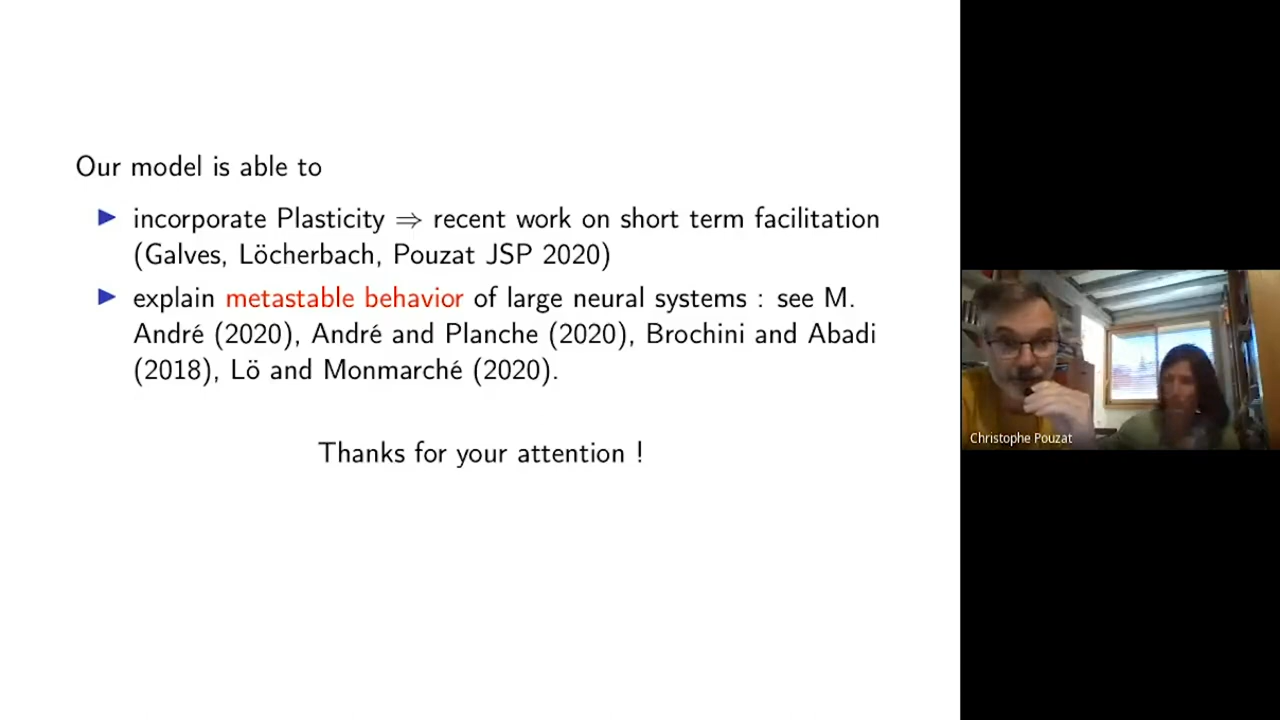 Our model is able to
▶ incorporate Plasticity ⇒ recent work on short term facilitation
(Galves, Löcherbach, Pouzat JSP 2020)
▶ explain metastable behavior of large neural systems : see M.
André (2020), André and Planche (2020), Brochini and Abadi
(2018), Lö and Monmarché (2020).
Thanks for your attention !
Christophe Pouzat